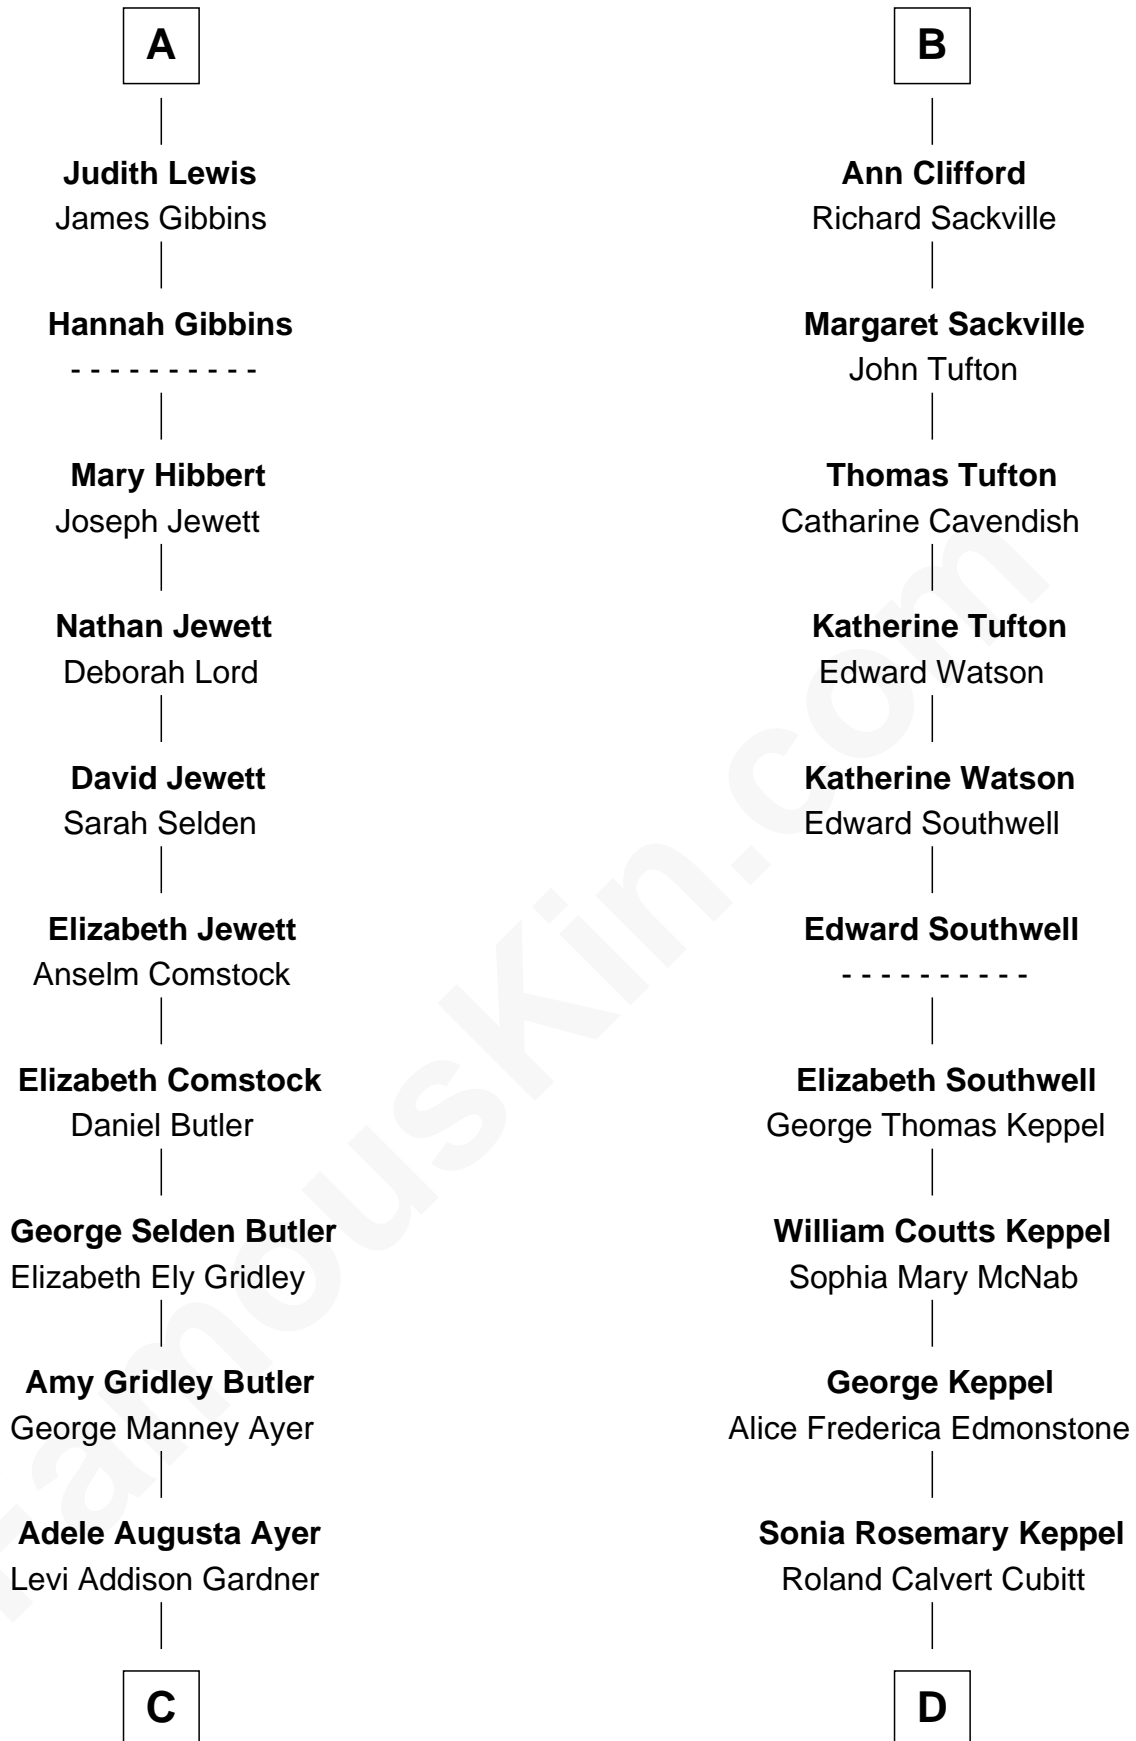 A
Judith Lewis
James Gibbins
Hannah Gibbins
- - - - - - - - - -
Mary Hibbert
Joseph Jewett
Nathan Jewett
Deborah Lord
David Jewett
Sarah Selden
Elizabeth Jewett
Anselm Comstock
Elizabeth Comstock
Daniel Butler
George Selden Butler
Elizabeth Ely Gridley
Amy Gridley Butler
George Manney Ayer
Adele Augusta Ayer
Levi Addison Gardner
C
B
Ann Clifford
Richard Sackville
Margaret Sackville
John Tufton
Thomas Tufton
Catharine Cavendish
Katherine Tufton
Edward Watson
Katherine Watson
Edward Southwell
Edward Southwell
- - - - - - - - - -
Elizabeth Southwell
George Thomas Keppel
William Coutts Keppel
Sophia Mary McNab
George Keppel
Alice Frederica Edmonstone
Sonia Rosemary Keppel
Roland Calvert Cubitt
D
FamousKin.com